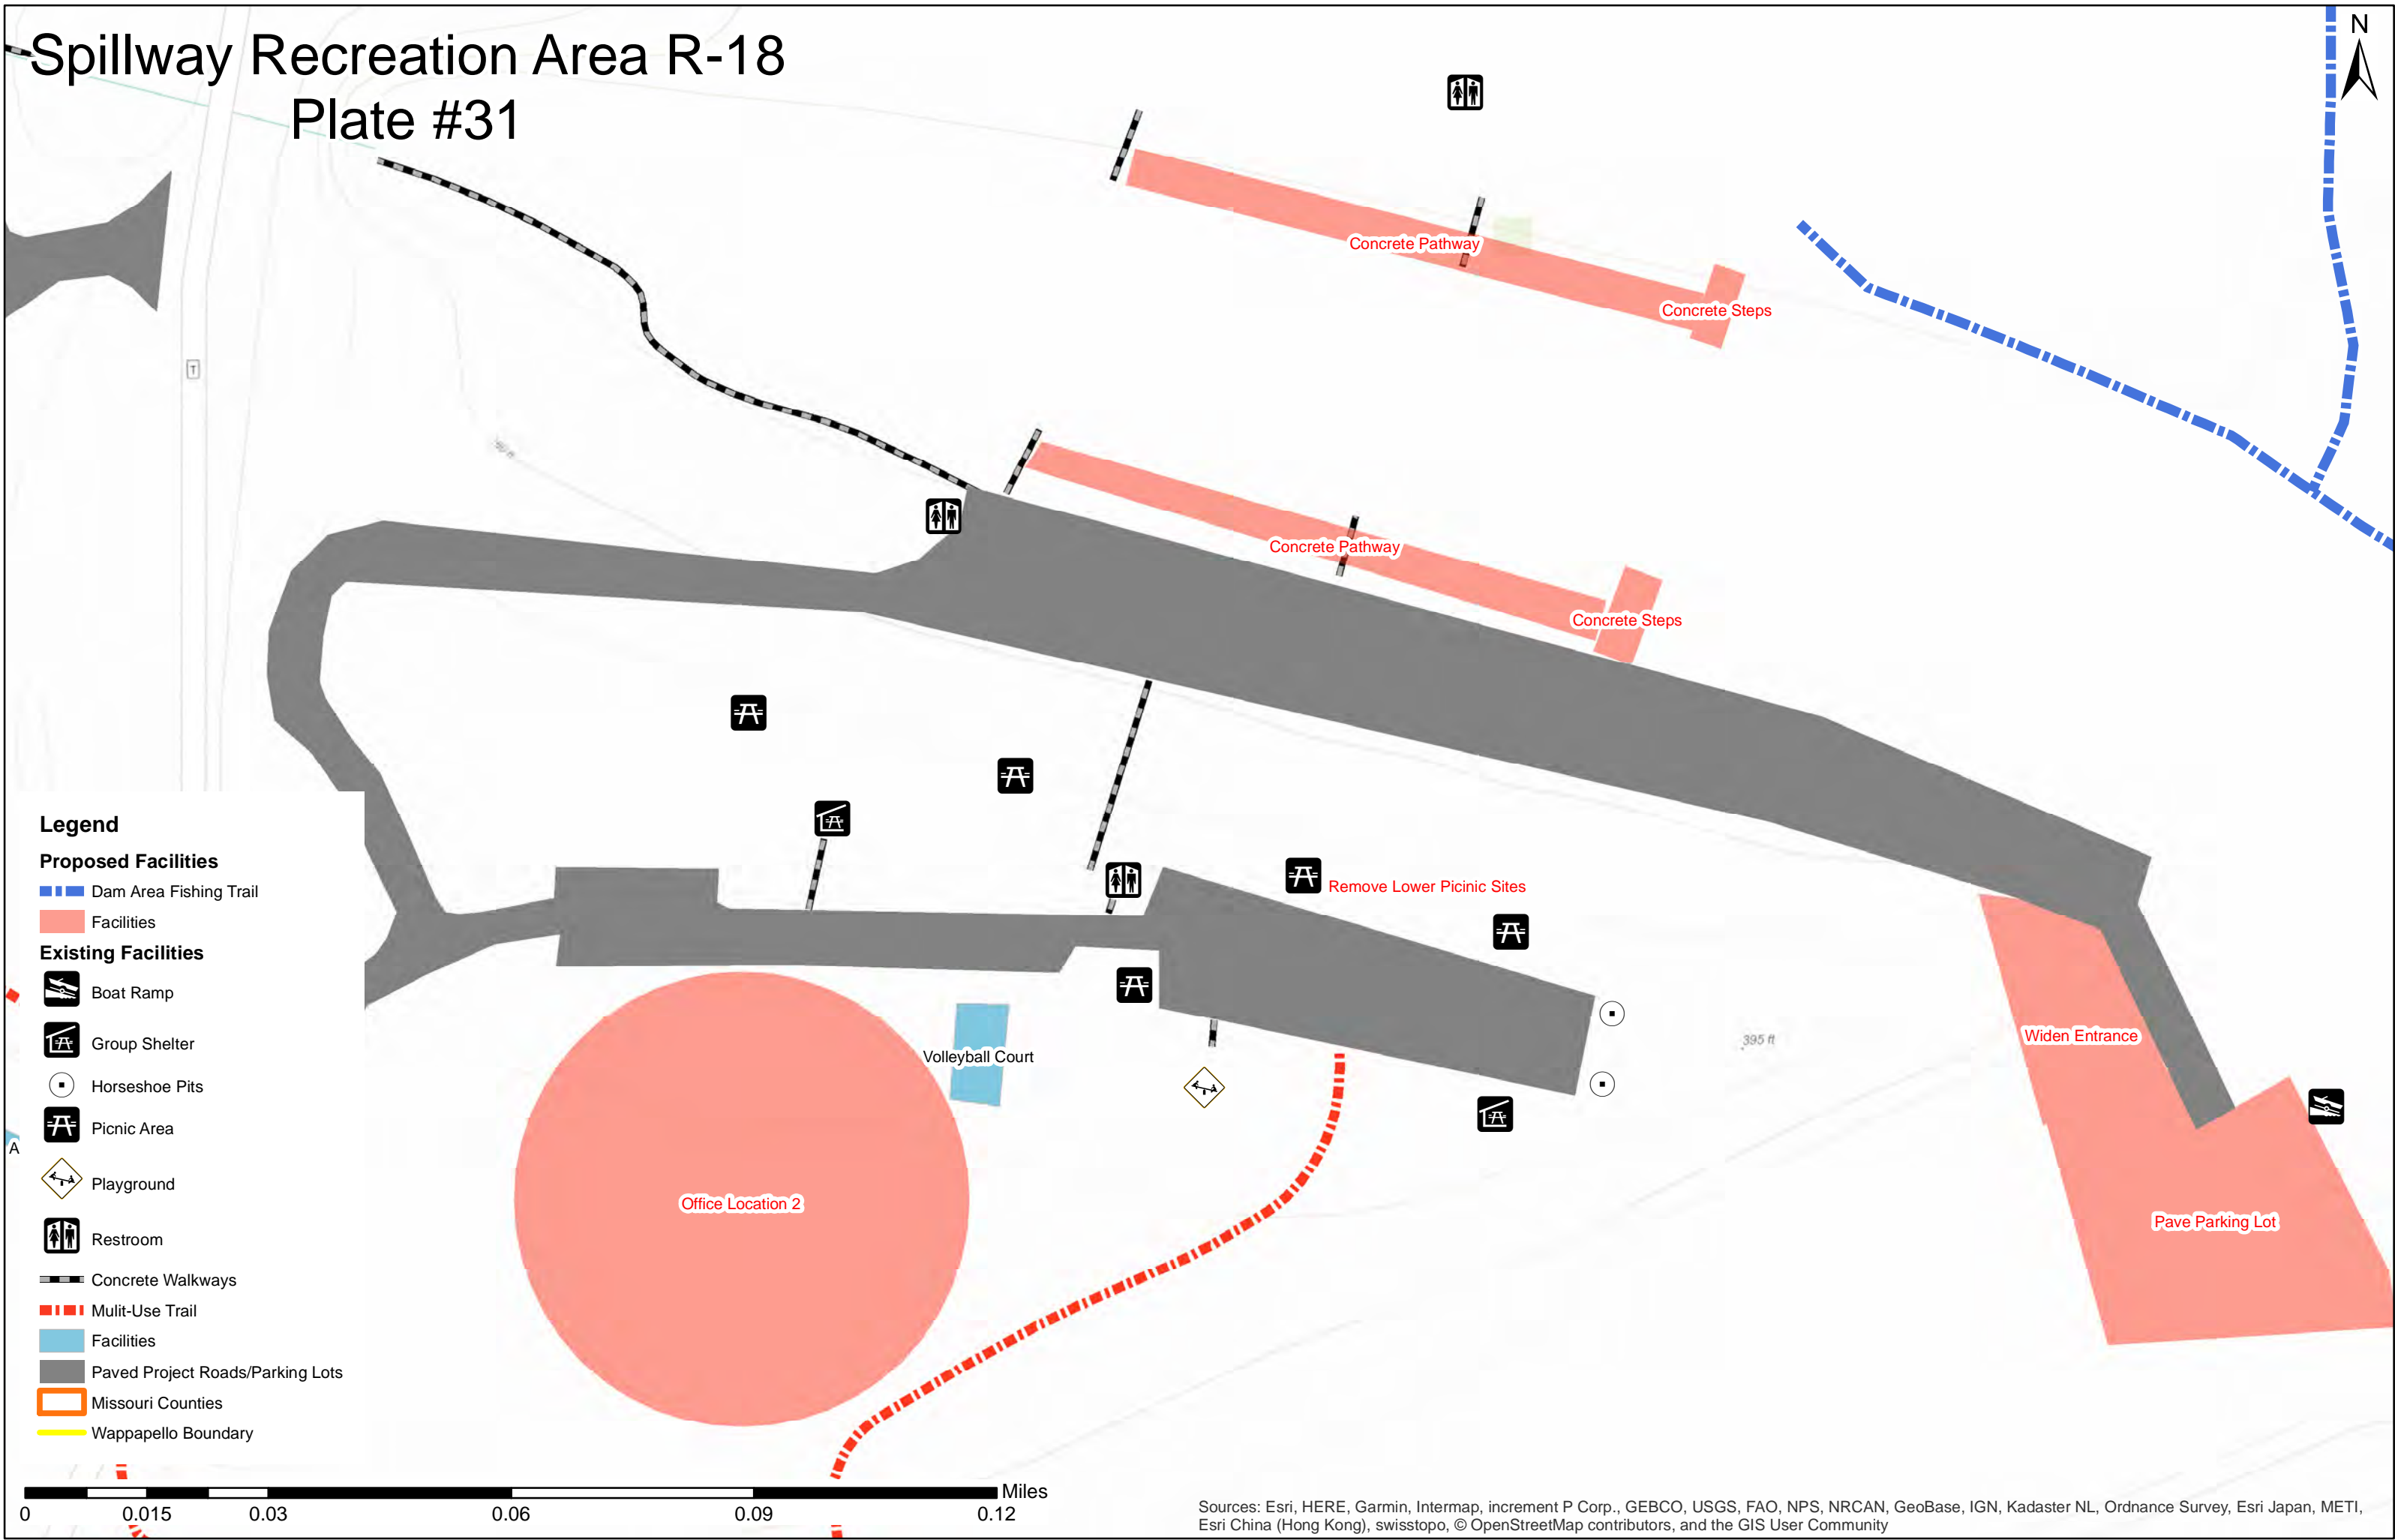 Spillway Recreation Area R-18
Plate #31
N
Concrete Pathway
Concrete Steps
T
Concrete Pathway
Concrete Steps
Remove Lower Picinic Sites
395 ft
Widen Entrance
Volleyball Court
Office Location 2
Pave Parking Lot
A
Legend
Proposed Facilities
Dam Area Fishing Trail
Facilities
Existing Facilities
Boat Ramp
Group Shelter
Horseshoe Pits
Picnic Area
Playground
Restroom
Concrete Walkways
Mulit-Use Trail
Facilities
Paved Project Roads/Parking Lots
Missouri Counties
Wappapello Boundary
Miles
0 0.015 0.03 0.06 0.09 0.12
Sources: Esri, HERE, Garmin, Intermap, increment P Corp., GEBCO, USGS, FAO, NPS, NRCAN, GeoBase, IGN, Kadaster NL, Ordnance Survey, Esri Japan, METI,
Esri China (Hong Kong), swisstopo, © OpenStreetMap contributors, and the GIS User Community